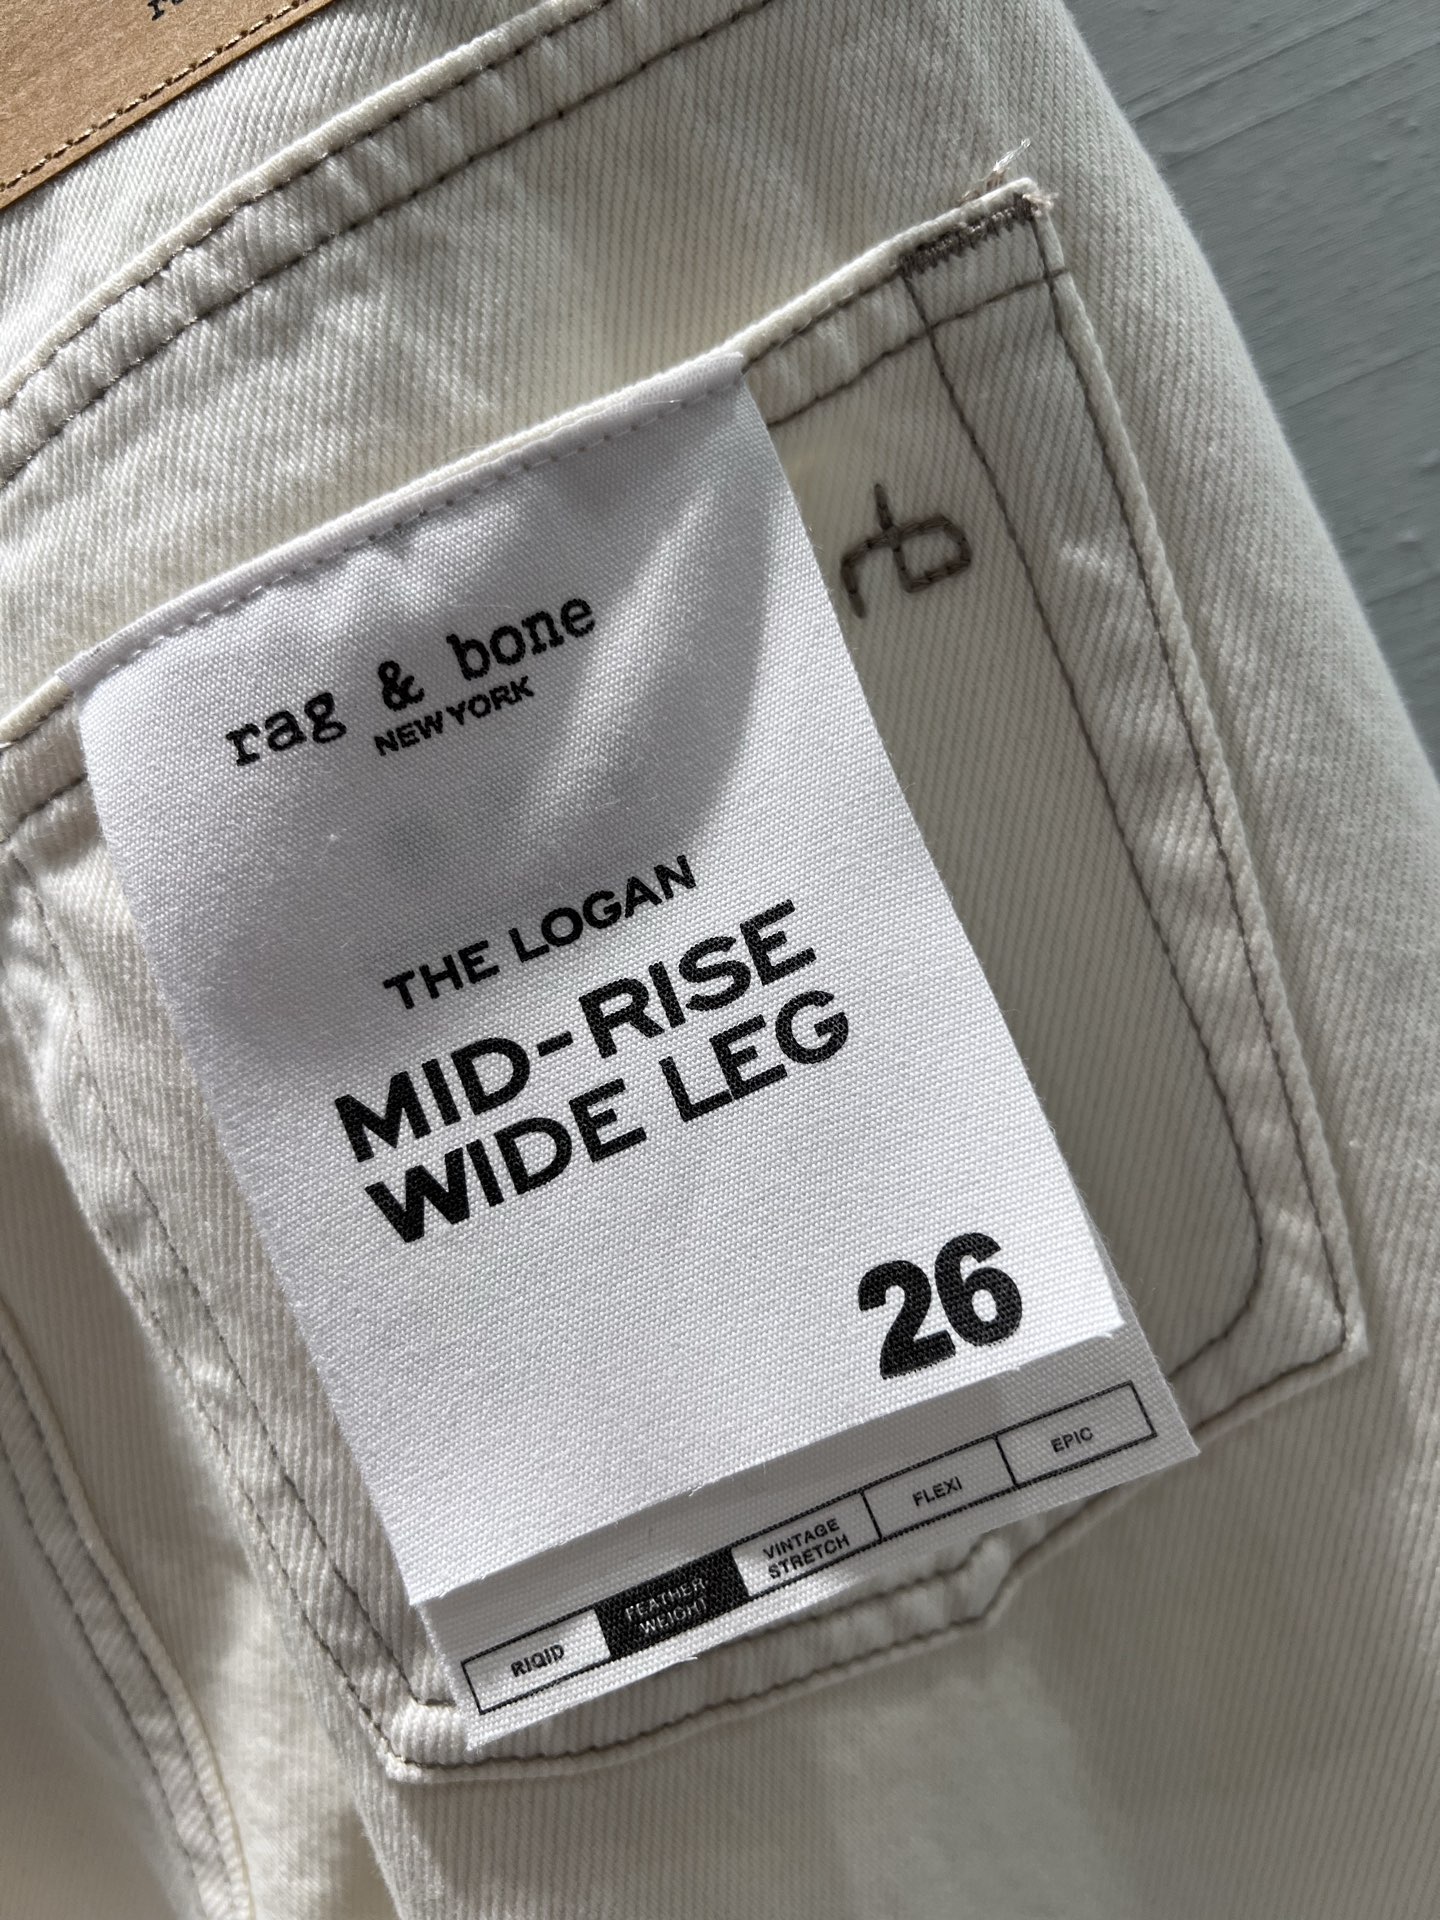 rag & bone
NEW YORK
THE LOGAN
MID-RISE
WIDE LEG
26
RIGID
FEATHER
WEIGHT
VINTAGE
STRETCH
FLEXI
EPIC
rb